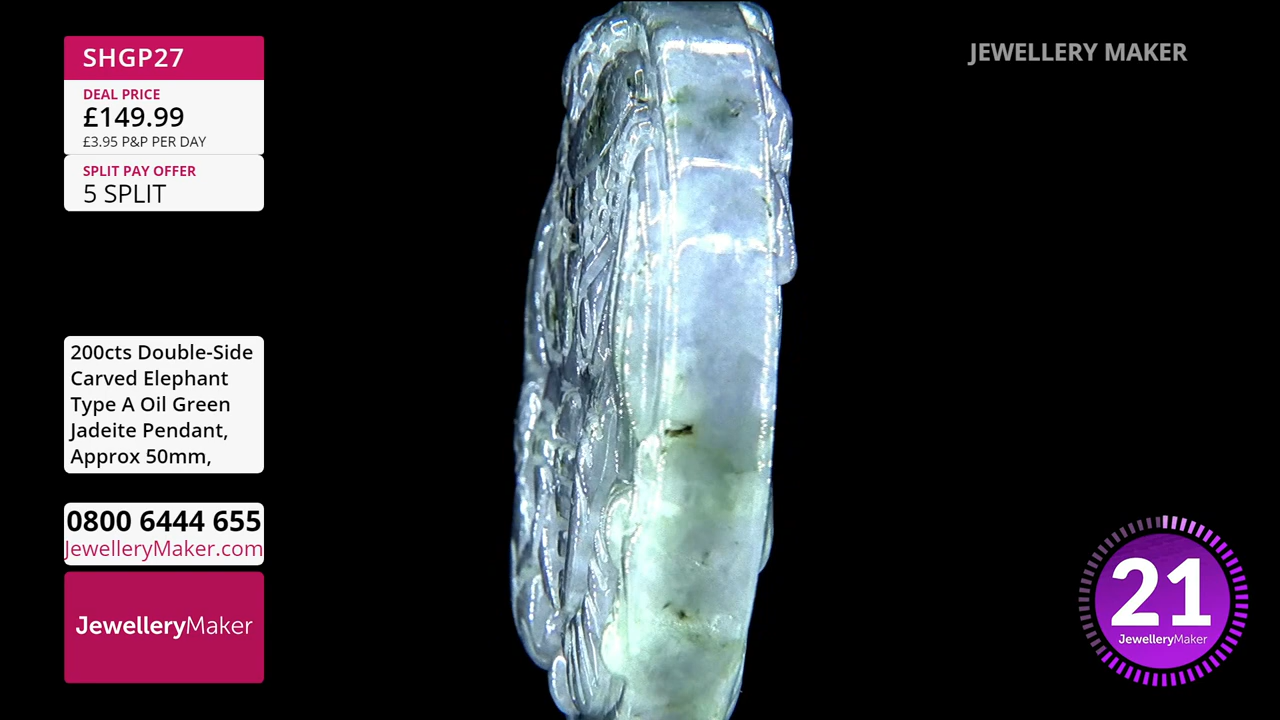 SHGP27
DEAL PRICE
£149.99
£3.95 P&P PER DAY
SPLIT PAY OFFER
5 SPLIT
200cts Double-Side
Carved Elephant
Type A Oil Green
Jadeite Pendant,
Approx 50mm,
0800 6444 655
JewelleryMaker.com
JewelleryMaker
JEWELLERY MAKER
21
JewelleryMaker